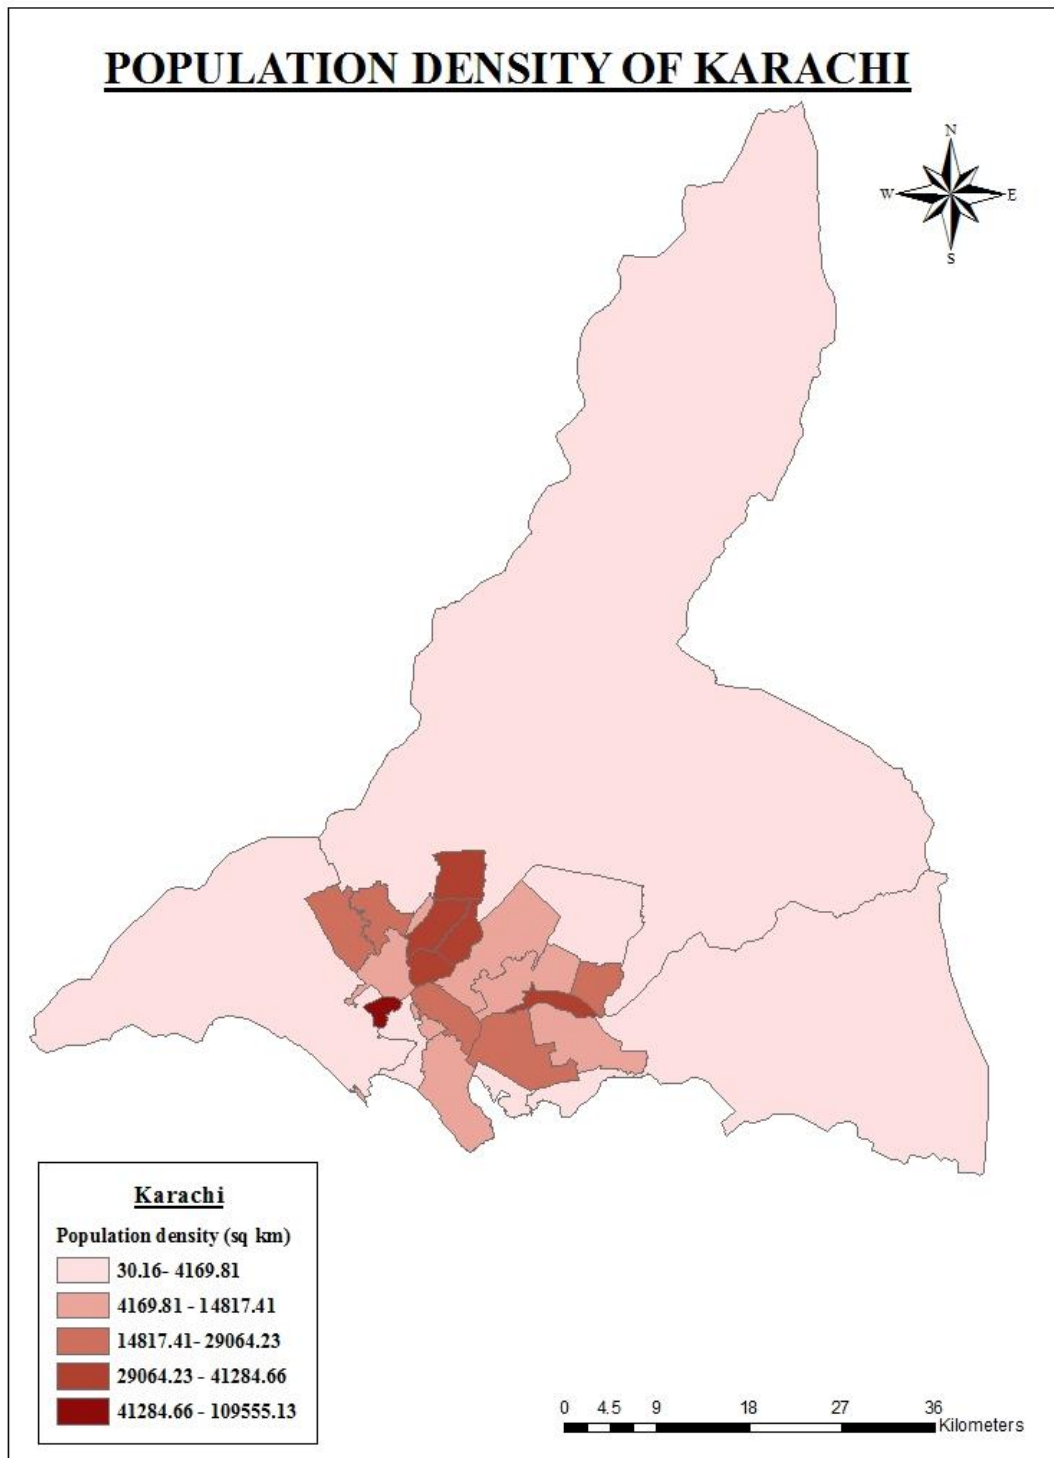 POPULATION DENSITY OF KARACHI
N
W E
S
Karachi
Population density (sq km)
30.16- 4169.81
4169.81 - 14817.41
14817.41- 29064.23
29064.23 - 41284.66
41284.66 - 109555.13
0 4.5 9 18 27 36
Kilometers